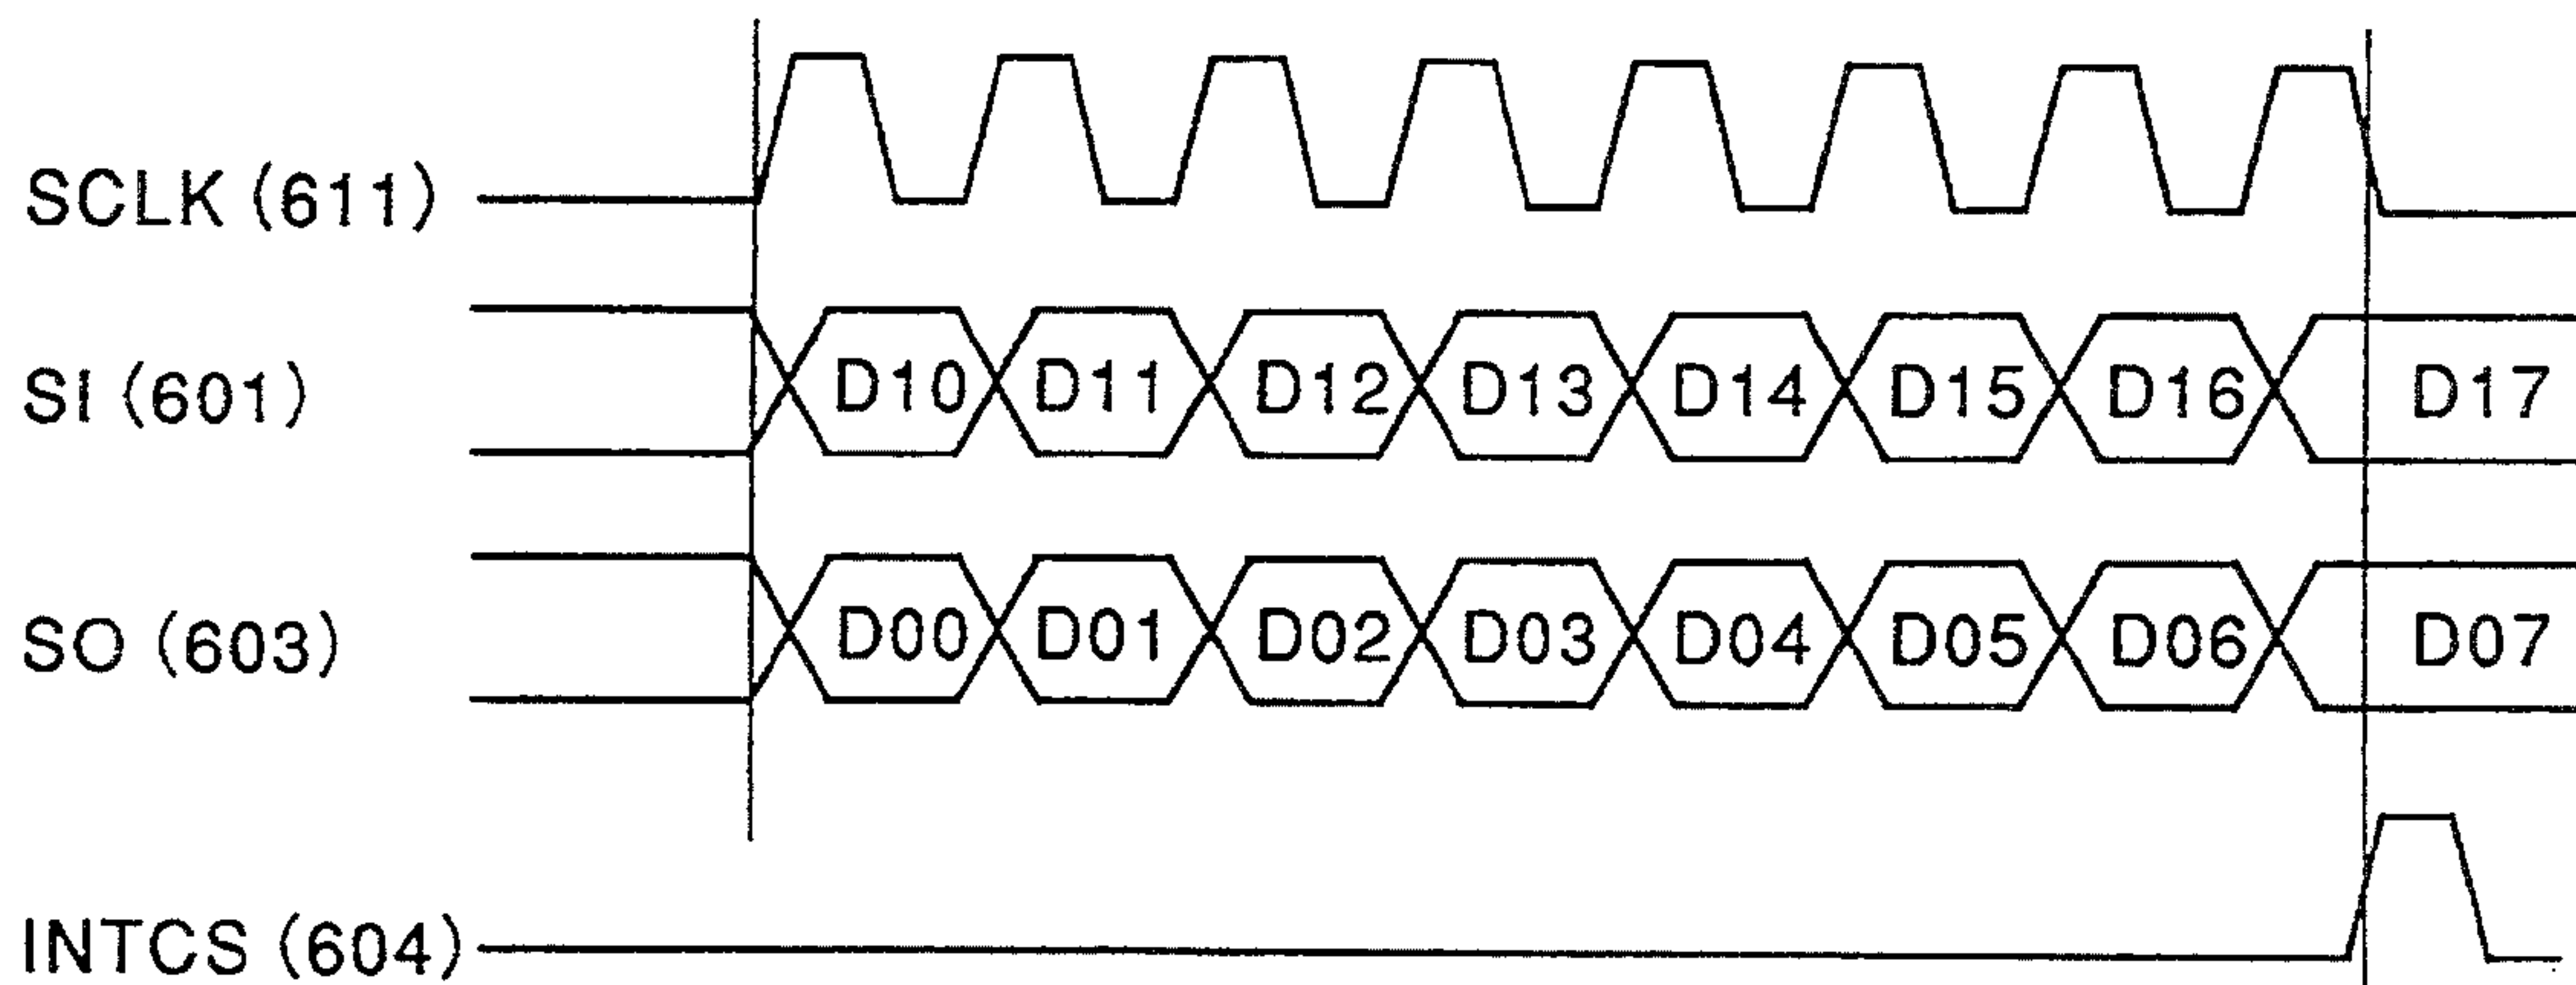 SCLK (611)
SI (601) D10 D11 D12 D13 D14 D15 D16 D17
SO (603) D00 D01 D02 D03 D04 D05 D06 D07
INTCS (604)